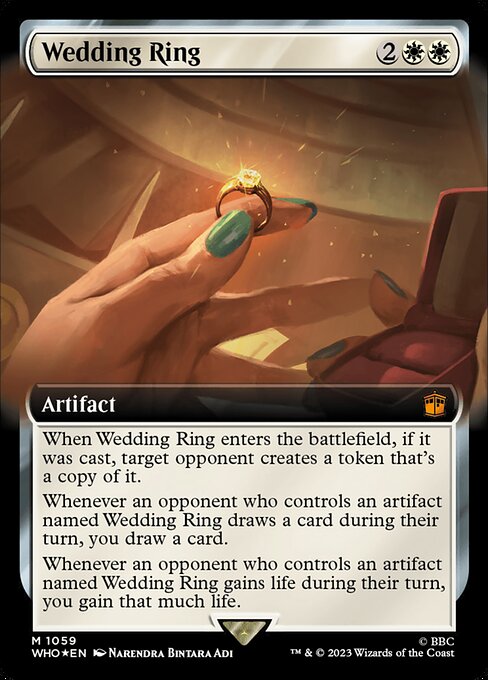 Wedding Ring 2
Artifact
When Wedding Ring enters the battlefield, if it
was cast, target opponent creates a token that's
a copy of it.
Whenever an opponent who controls an artifact
named Wedding Ring draws a card during their
turn, you draw a card.
Whenever an opponent who controls an artifact
named Wedding Ring gains life during their turn,
you gain that much life.
M 1059 © BBC
WHO★EN Narendra Bintara Adi ™ & © 2023 Wizards of the Coast